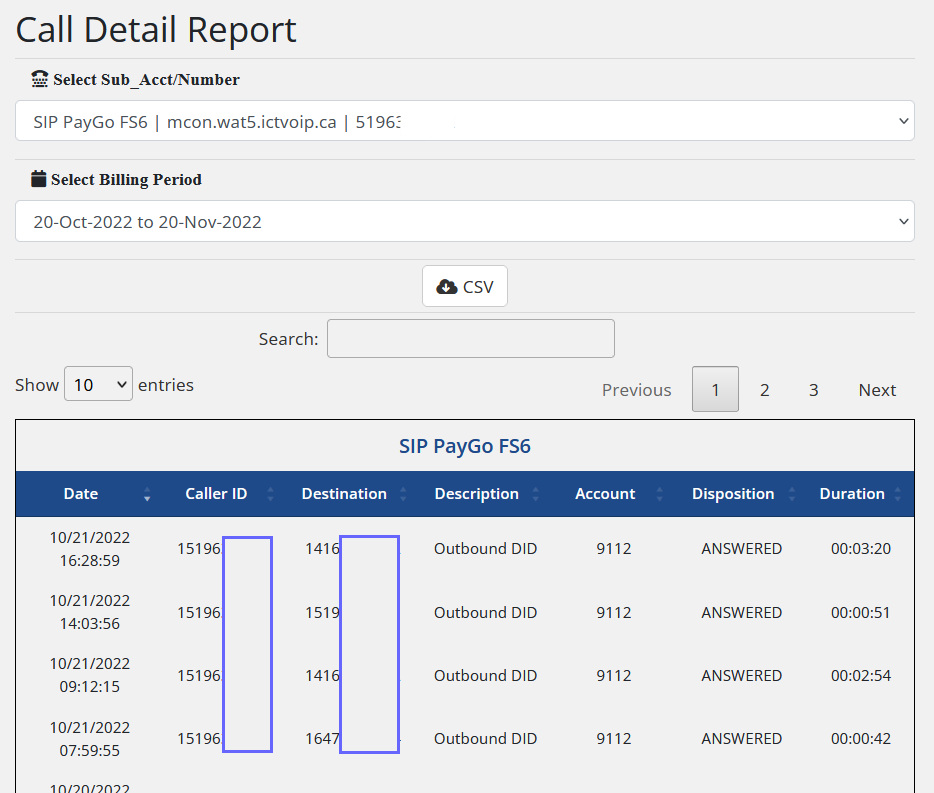 Call Detail Report
Select Sub_Acct/Number
SIP PayGo FS6 | mcon.wat5.ictvoip.ca | 51963
Select Billing Period
20-Oct-2022 to 20-Nov-2022
CSV
Search:
Show 10 entries
Previous 1 2 3 Next
SIP PayGo FS6
Date Caller ID Destination Description Account Disposition Duration
10/21/2022
16:28:59 15196 1416 Outbound DID 9112 ANSWERED 00:03:20
10/21/2022
14:03:56 15196 1519 Outbound DID 9112 ANSWERED 00:00:51
10/21/2022
09:12:15 15196 1416 Outbound DID 9112 ANSWERED 00:02:54
10/21/2022
07:59:55 15196 1647 Outbound DID 9112 ANSWERED 00:00:42
10/20/2022